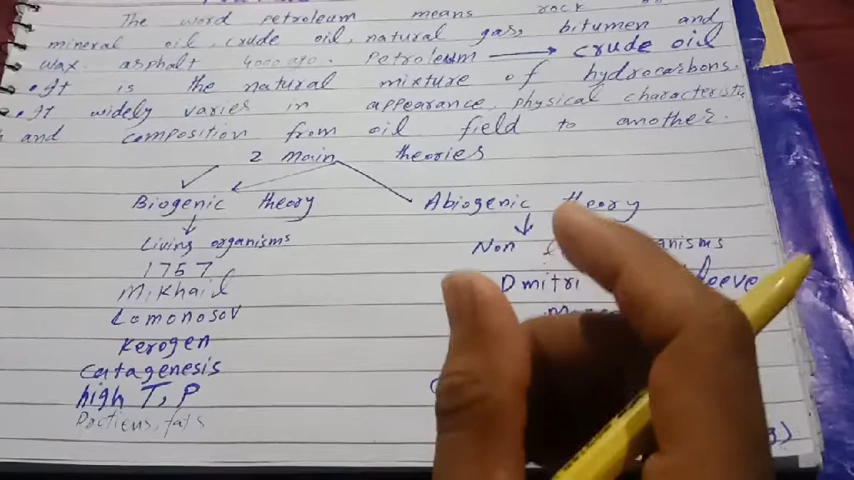 The word petroleum means rock
mineral oil, crude oil, natural gas, bitumen and
wax. asphalt 4000 ago. Petroleum → crude oil
• It is the natural mixture of hydrocarbons.
• It widely varies in appearance, physical characteristic
and composition from oil field to another.
2 main theories
Biogenic theory Abiogenic theory
Living organisms Non organisms
1757 Dmitri
Mikhail
Lomonosov
Kerogen
Catagenesis
high T, P
fats